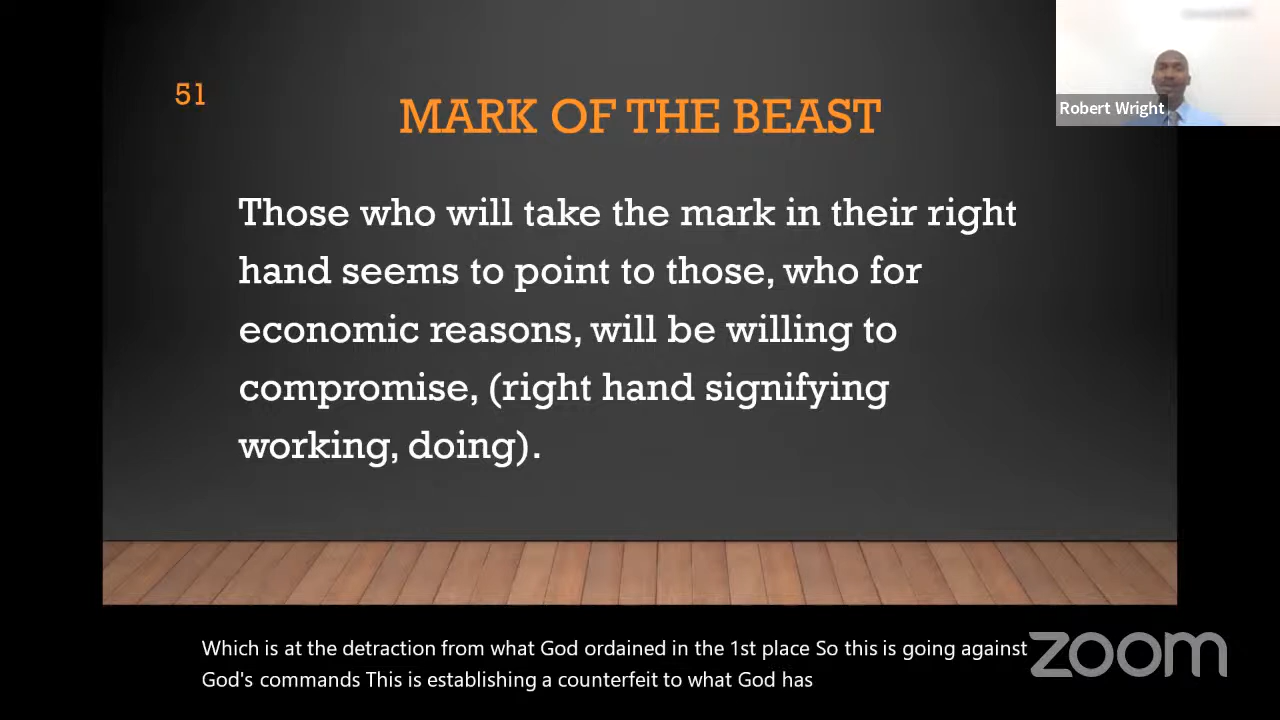 51
MARK OF THE BEAST
Robert Wright
Those who will take the mark in their right
hand seems to point to those, who for
economic reasons, will be willing to
compromise, (right hand signifying
working, doing).
Which is at the detraction from what God ordained in the 1st place So this is going against
God's commands This is establishing a counterfeit to what God has
zoom